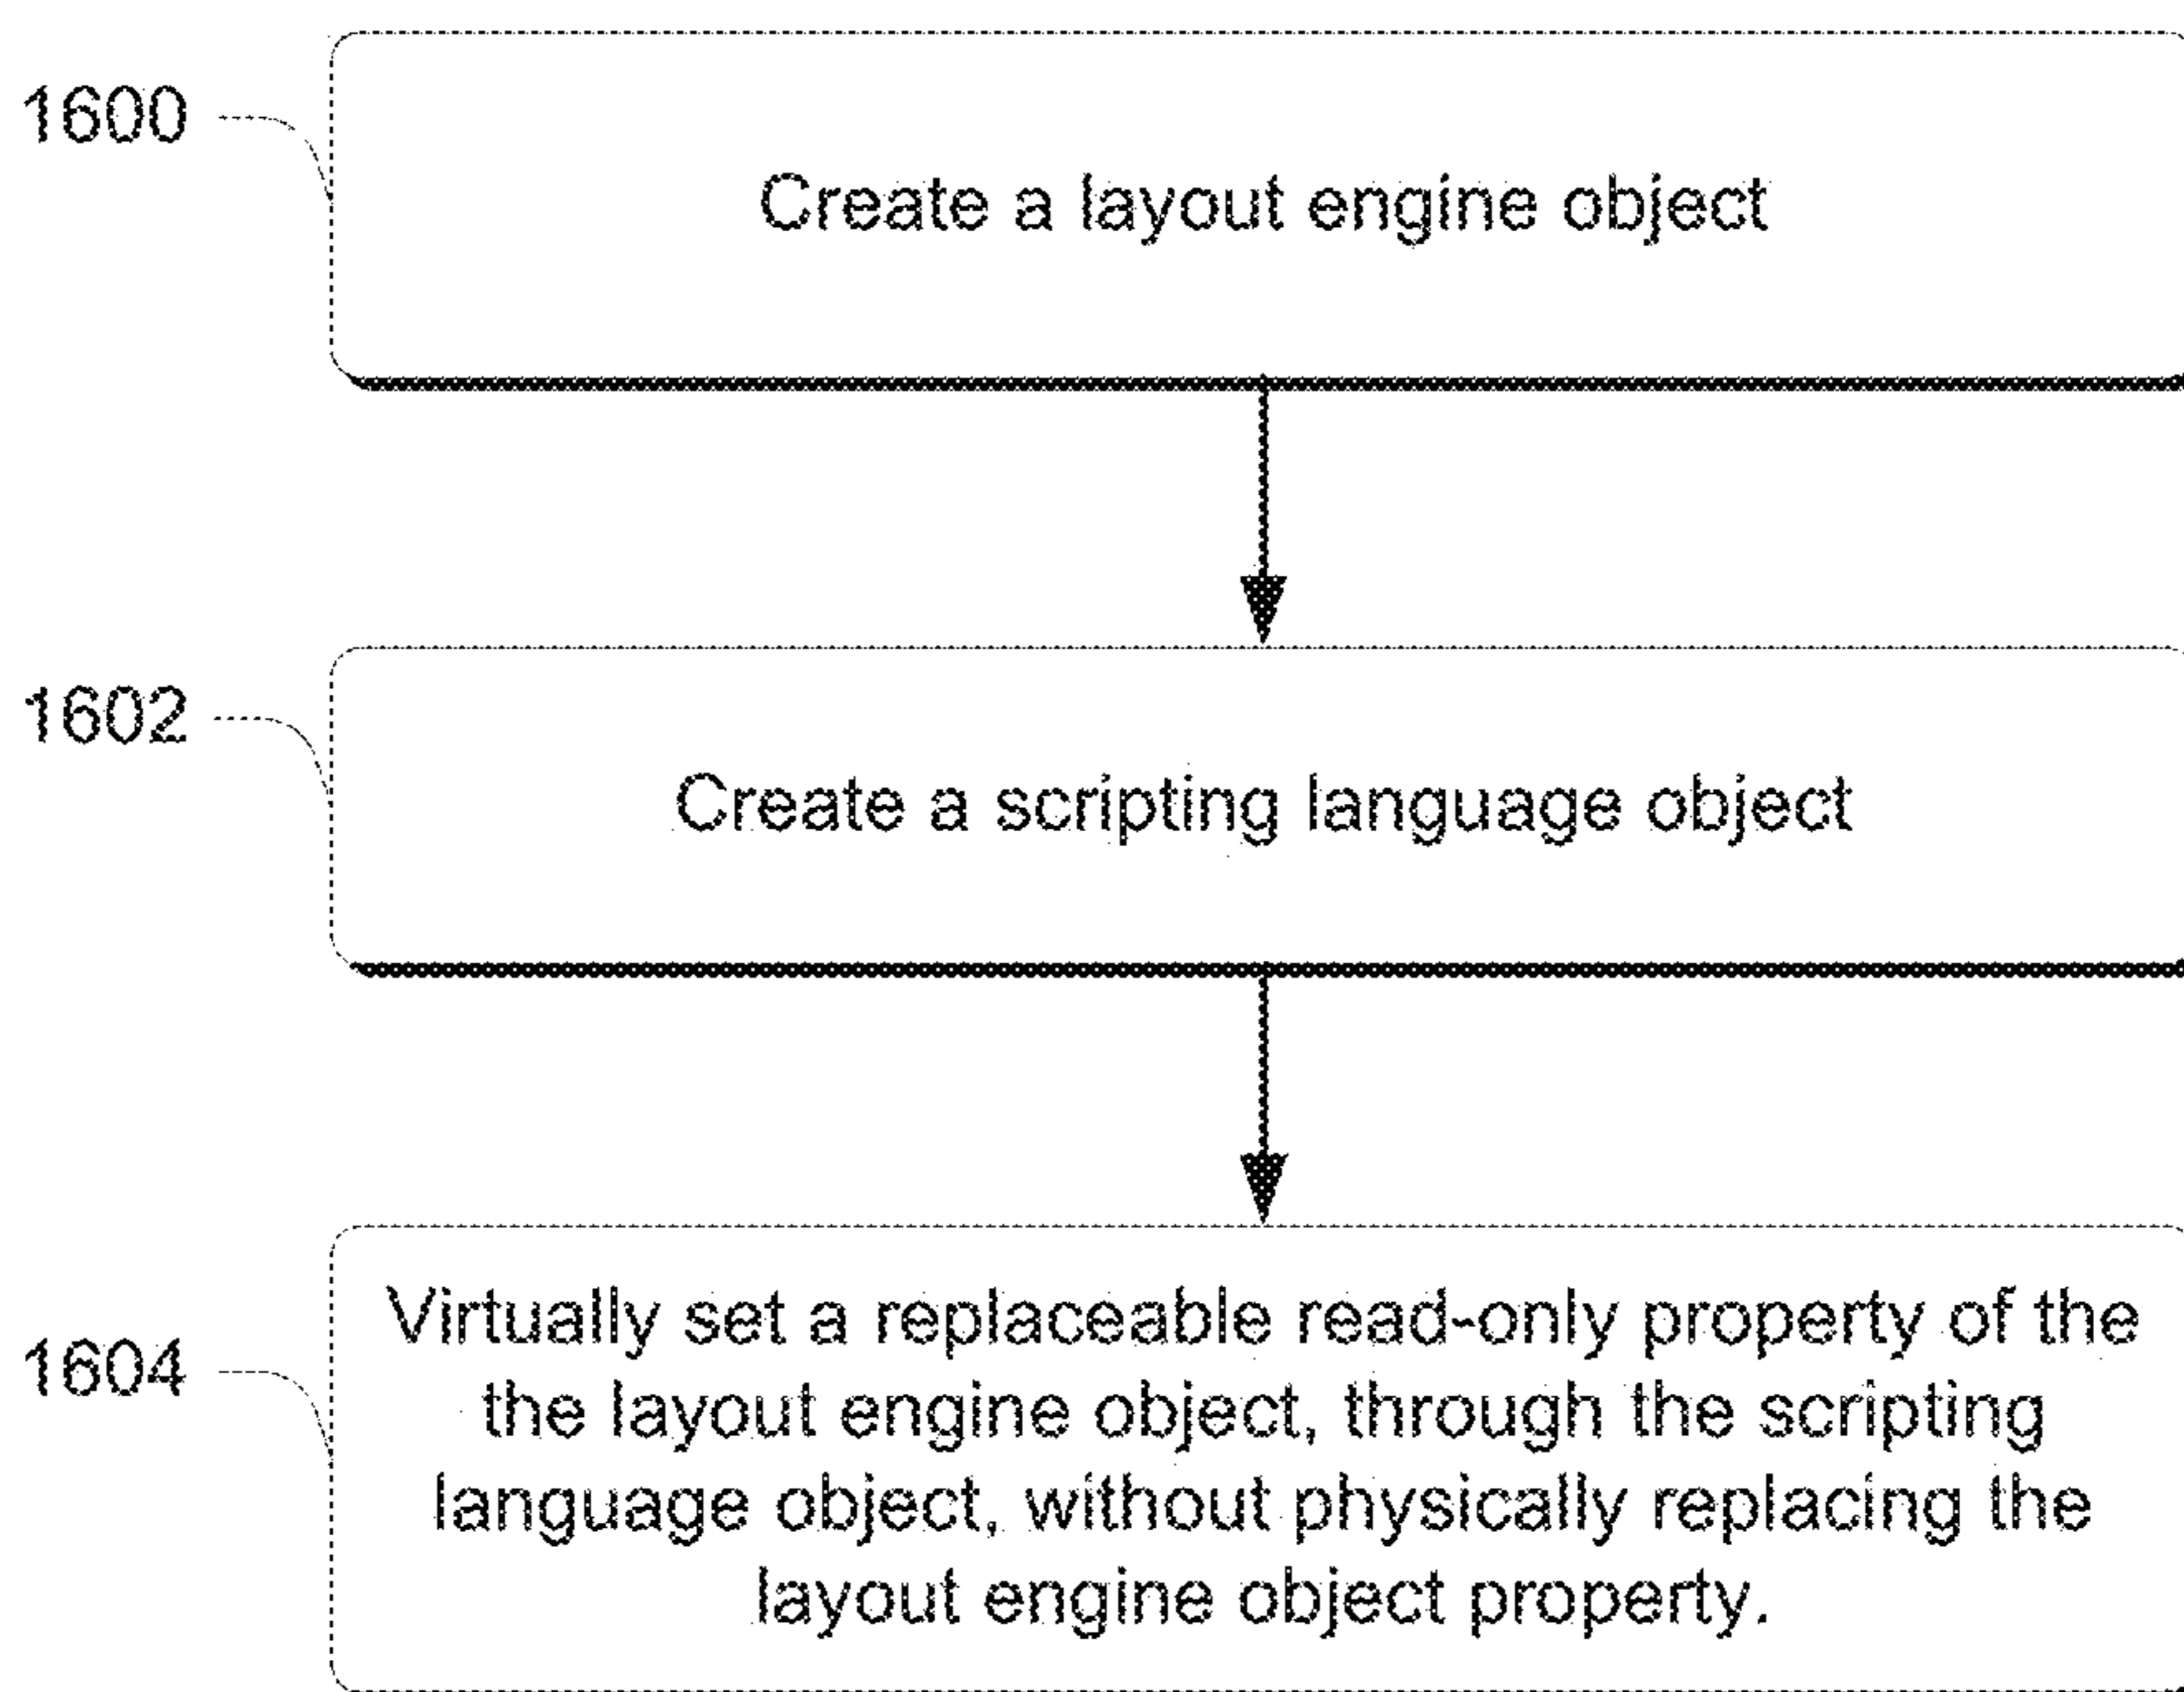 1600
Create a layout engine object
1602
Create a scripting language object
1604
Virtually set a replaceable read-only property of the
the layout engine object, through the scripting
language object, without physically replacing the
layout engine object property.